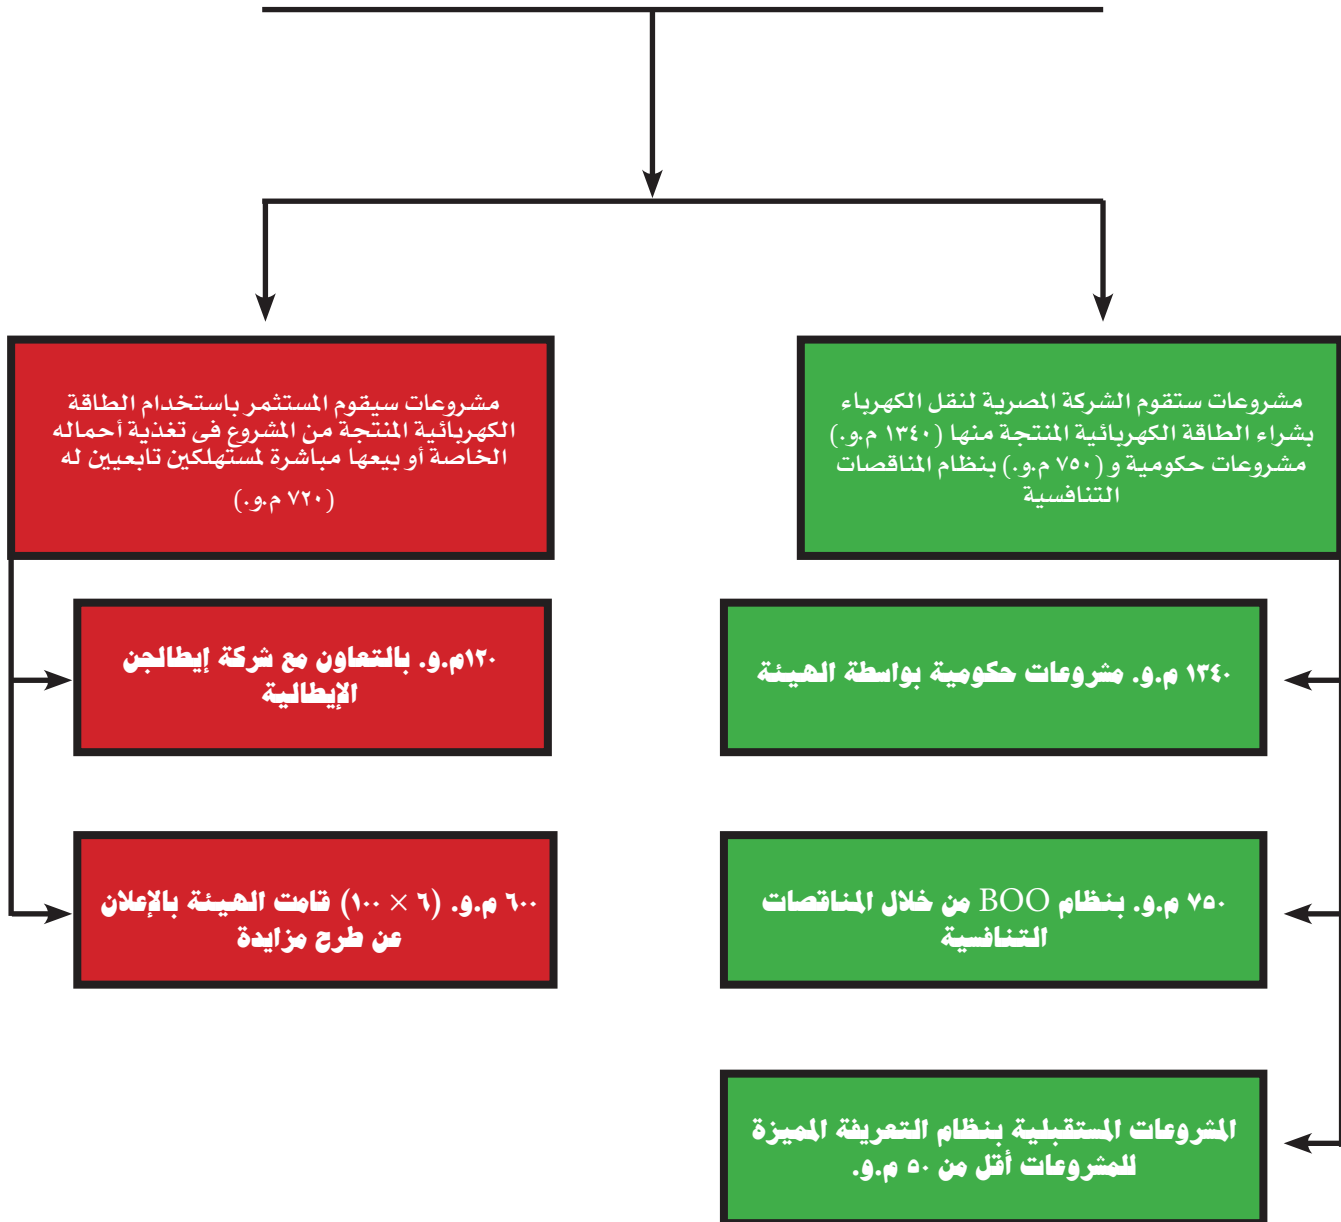 مشروعات ستقوم الشركة المصرية لنقل الكهرباء
بشراء الطاقة الكهربائية المنتجة منها (١٣٤٠ م.و.)
مشروعات حكومية و (٧٥٠ م.و.) بنظام المناقصات
التنافسية
١٣٤٠ م.و. مشروعات حكومية بواسطة الهيئة
٧٥٠ م.و. بنظام BOO من خلال المناقصات
التنافسية
المشروعات المستقبلية بنظام التعريفة المميزة
للمشروعات أقل من ٥٠ م.و.
مشروعات سيقوم المستثمر باستخدام الطاقة
الكهربائية المنتجة من المشروع فى تغذية أحماله
الخاصة أو بيعها مباشرة لمستهلكين تابعيين له
(٧٢٠ م.و.)
١٢٠م.و. بالتعاون مع شركة إيطالجن
الإيطالية
٦٠٠ م.و. (٦ × ١٠٠) قامت الهيئة بالإعلان
عن طرح مزايدة